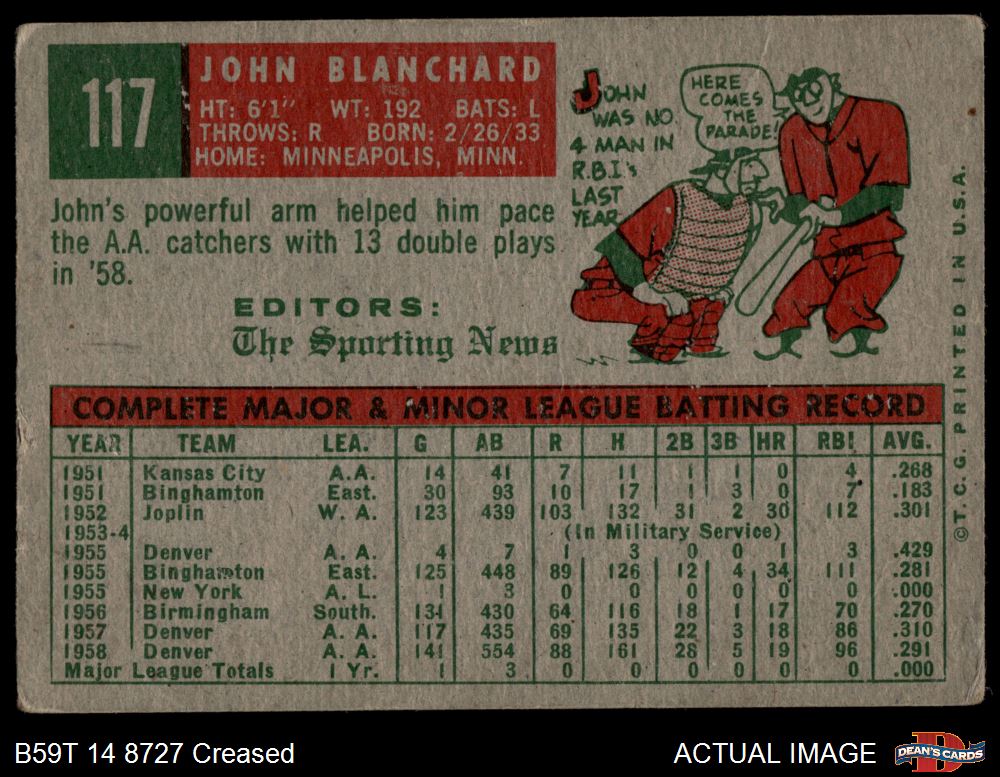 117
JOHN BLANCHARD
HT: 6'1" WT: 192 BATS: L
THROWS: R BORN: 2/26/33
HOME: MINNEAPOLIS, MINN.
John's powerful arm helped him pace
the A.A. catchers with 13 double plays
in '58.
EDITORS:
The Sporting News
JOHN
WAS NO.
4 MAN IN
R.B.I.'s
LAST
YEAR
HERE
COMES
THE
PARADE!
COMPLETE MAJOR & MINOR LEAGUE BATTING RECORD
YEAR TEAM LEA. G AB R H 2B 3B HR RBI AVG.
1951 Kansas City A.A. 14 41 7 11 1 1 0 4 .268
1951 Binghamton East. 30 93 10 17 1 3 0 7 .183
1952 Joplin W. A. 123 439 103 132 31 2 30 112 .301
1953-4 (In Military Service)
1955 Denver A. A. 4 7 1 3 0 0 1 3 .429
1955 Binghamton East. 125 448 89 126 12 4 34 111 .281
1955 New York A. L. 1 3 0 0 0 0 0 0 .000
1956 Birmingham South. 134 430 64 116 18 1 17 70 .270
1957 Denver A. A. 117 435 69 135 22 3 18 86 .310
1958 Denver A. A. 141 554 88 161 28 5 19 96 .291
Major League Totals 1 Yr. 1 3 0 0 0 0 0 0 .000
©T.C.G. PRINTED IN U.S.A.
B59T 14 8727 Creased
ACTUAL IMAGE
DEAN'S CARDS